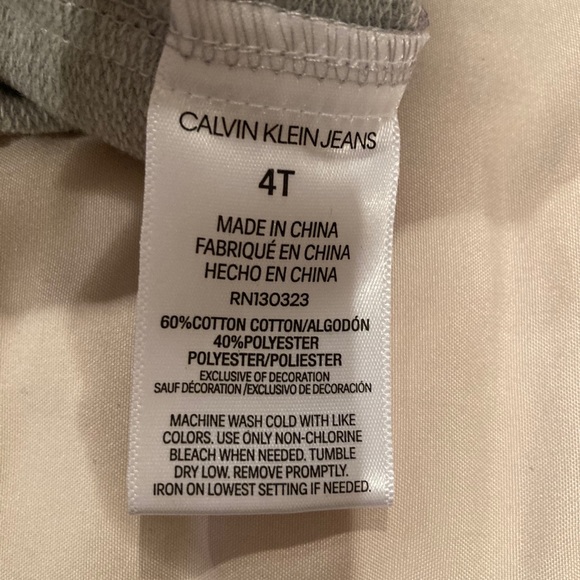 CALVIN KLEIN JEANS
4T
MADE IN CHINA
FABRIQUÉ EN CHINA
HECHO EN CHINA
RN130323
60%COTTON COTTON/ALGODÓN
40%POLYESTER
POLYESTER/POLIESTER
EXCLUSIVE OF DECORATION
SAUF DÉCORATION/EXCLUSIVO DE DECORACIÓN
MACHINE WASH COLD WITH LIKE
COLORS. USE ONLY NON-CHLORINE
BLEACH WHEN NEEDED. TUMBLE
DRY LOW. REMOVE PROMPTLY.
IRON ON LOWEST SETTING IF NEEDED.